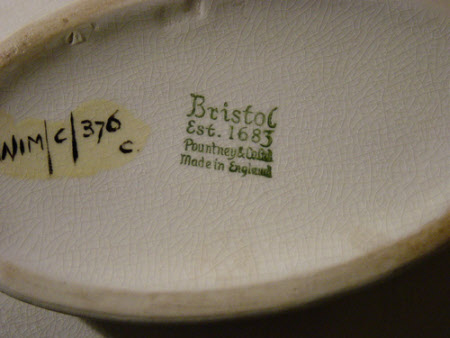 NIM/C/376
C.
Bristol
Est. 1683
Pountney & Co. Ltd.
Made in England